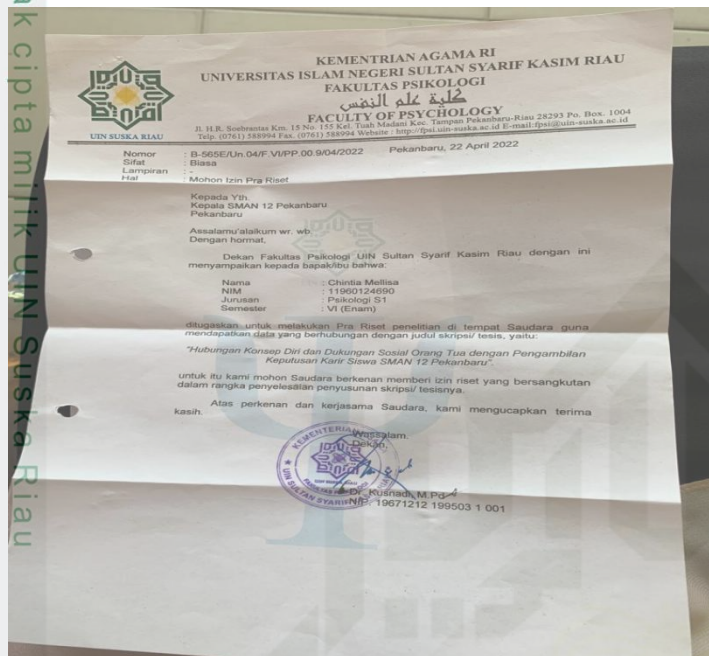 ak cipta milik UIN Suska Riau
KEMENTRIAN AGAMA RI
UNIVERSITAS ISLAM NEGERI SULTAN SYARIF KASIM RIAU
FAKULTAS PSIKOLOGI
كلية علم النفس
FACULTY OF PSYCHOLOGY
Jl. H.R. Soebrantas Km. 15 No. 155 Kel. Tuah Madani Kec. Tampan Pekanbaru-Riau 28293 Po. Box. 1004
Telp. (0761) 588994 Fax. (0761) 588994 Website : http://fpsi.uin-suska.ac.id E-mail:fpsi@uin-suska.ac.id
UIN SUSKA RIAU
Nomor : B-565E/Un.04/F.VI/PP.00.9/04/2022 Pekanbaru, 22 April 2022
Sifat : Biasa
Lampiran : -
Hal : Mohon Izin Pra Riset
Kepada Yth.
Kepala SMAN 12 Pekanbaru
Pekanbaru
Assalamu'alaikum wr. wb.
Dengan hormat,
Dekan Fakultas Psikologi UIN Sultan Syarif Kasim Riau dengan ini
menyampaikan kepada bapak/ibu bahwa:
Nama : Chintia Mellisa
NIM : 11960124690
Jurusan : Psikologi S1
Semester : VI (Enam)
ditugaskan untuk melakukan Pra Riset penelitian di tempat Saudara guna
mendapatkan data yang berhubungan dengan judul skripsi/ tesis, yaitu:
"Hubungan Konsep Diri dan Dukungan Sosial Orang Tua dengan Pengambilan
Keputusan Karir Siswa SMAN 12 Pekanbaru".
untuk itu kami mohon Saudara berkenan memberi izin riset yang bersangkutan
dalam rangka penyelesaian penyusunan skripsi/ tesisnya.
Atas perkenan dan kerjasama Saudara, kami mengucapkan terima
kasih.
Wassalam.
Dekan,
Dr. Kusnadi, M.Pd
NIP. 19671212 199503 1 001